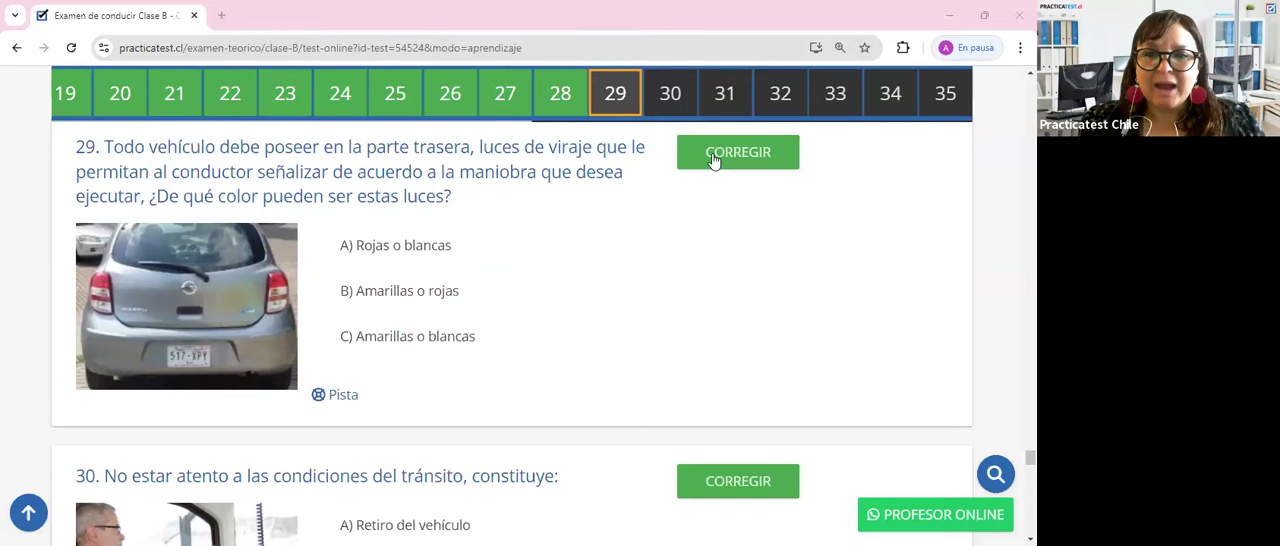 Examen de conducir Clase B - C
practicatest.cl/examen-teorico/clase-B/test-online?id-test=54524&modo=aprendizaje
A
En pausa
PRACTICATEST.cl
Practicatest Chile
19 20 21 22 23 24 25 26 27 28 29 30 31 32 33 34 35
29. Todo vehículo debe poseer en la parte trasera, luces de viraje que le
permitan al conductor señalizar de acuerdo a la maniobra que desea
ejecutar, ¿De qué color pueden ser estas luces?
CORREGIR
517-XPY
A) Rojas o blancas
B) Amarillas o rojas
C) Amarillas o blancas
Pista
30. No estar atento a las condiciones del tránsito, constituye:
CORREGIR
A) Retiro del vehículo
PROFESOR ONLINE